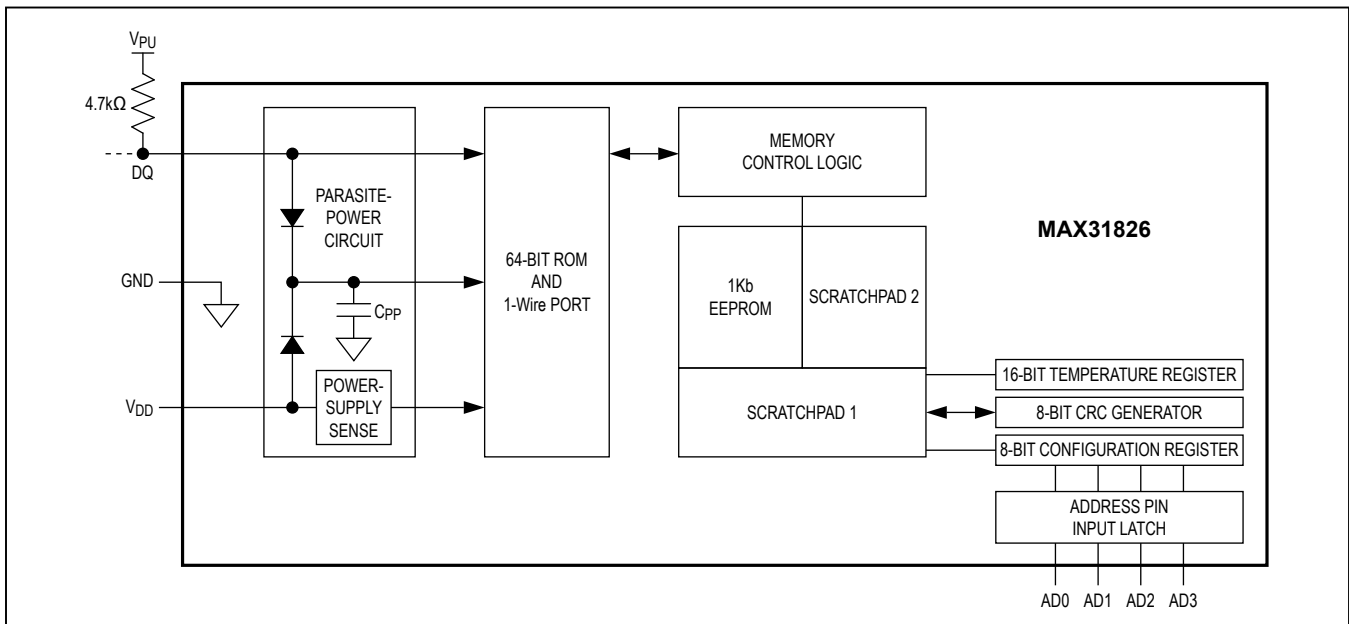 VPU
4.7kΩ
DQ
GND
VDD
PARASITE-
POWER
CIRCUIT
CPP
POWER-
SUPPLY
SENSE
64-BIT ROM
AND
1-Wire PORT
MEMORY
CONTROL LOGIC
1Kb
EEPROM
SCRATCHPAD 2
SCRATCHPAD 1
MAX31826
16-BIT TEMPERATURE REGISTER
8-BIT CRC GENERATOR
8-BIT CONFIGURATION REGISTER
ADDRESS PIN
INPUT LATCH
AD0 AD1 AD2 AD3